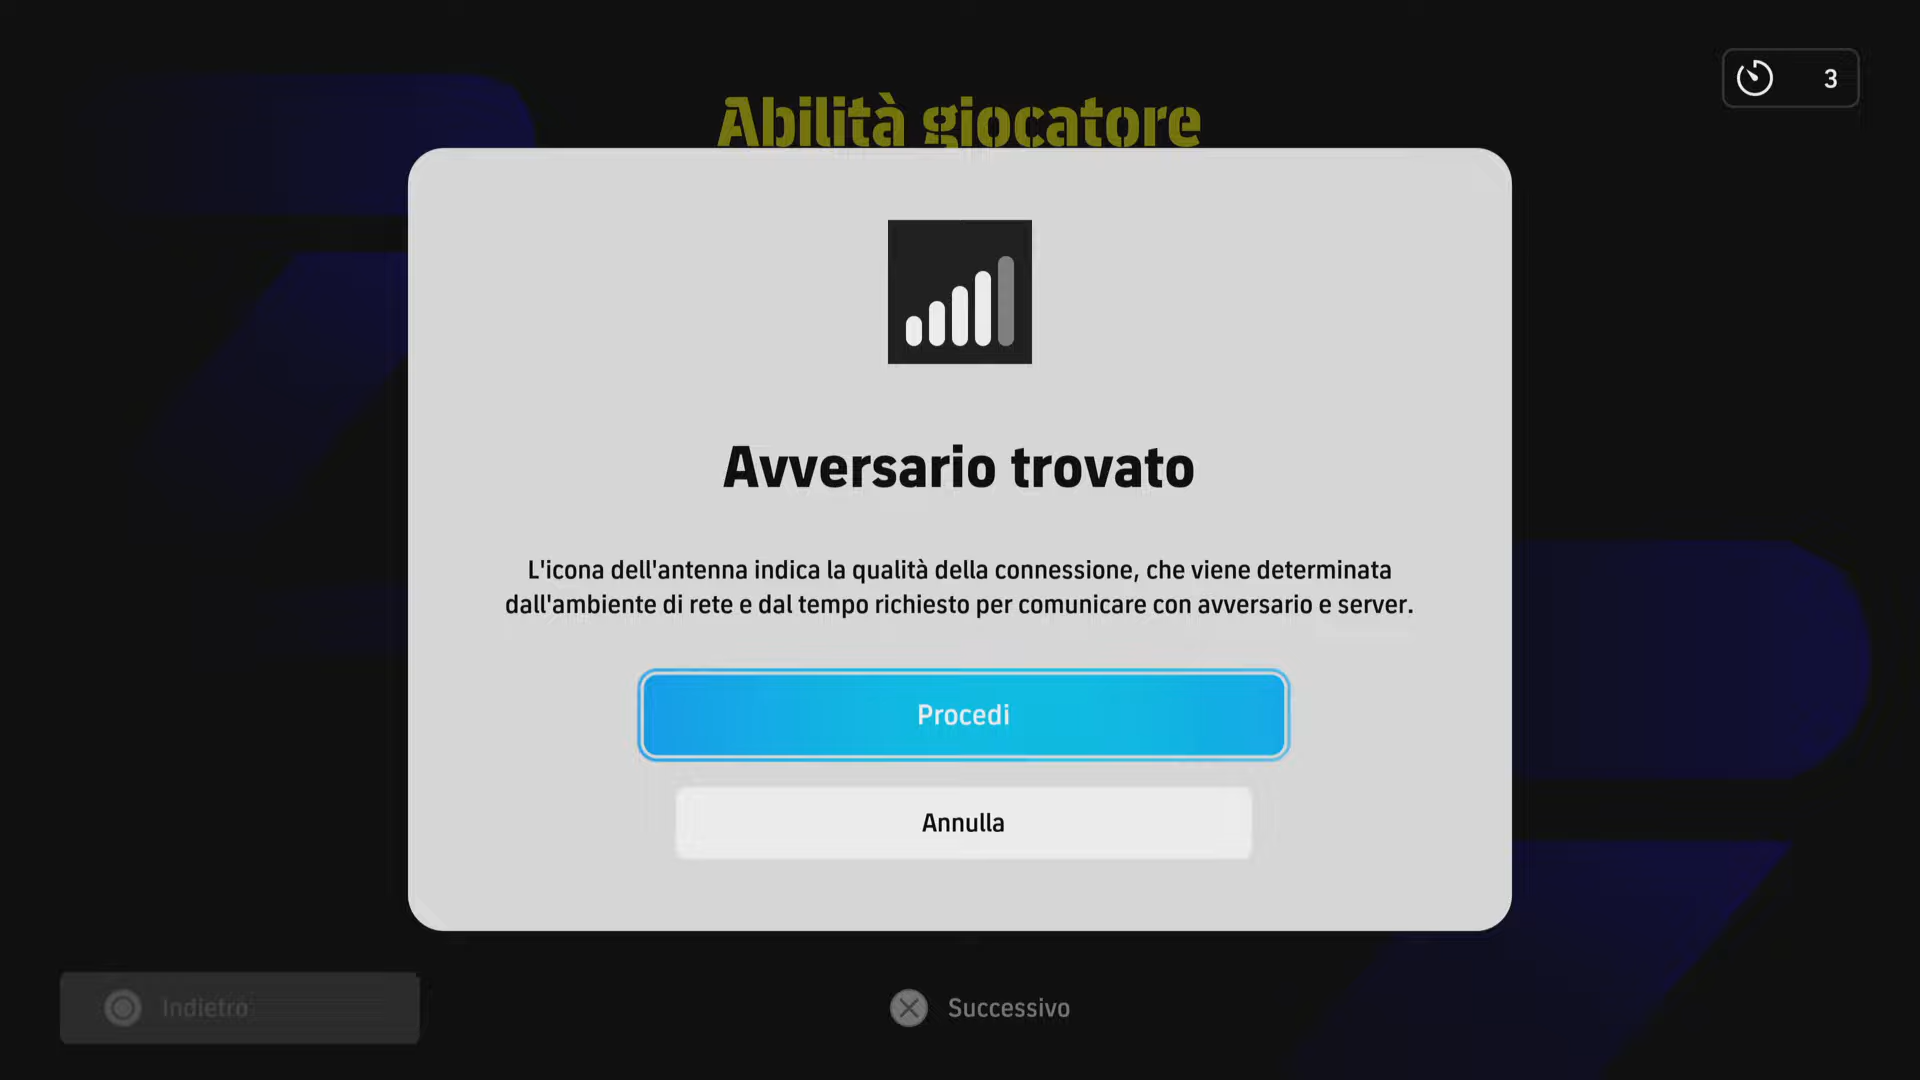 3
Abilità giocatore
Avversario trovato
L'icona dell'antenna indica la qualità della connessione, che viene determinata
dall'ambiente di rete e dal tempo richiesto per comunicare con avversario e server.
Procedi
Annulla
Indietro
Successivo